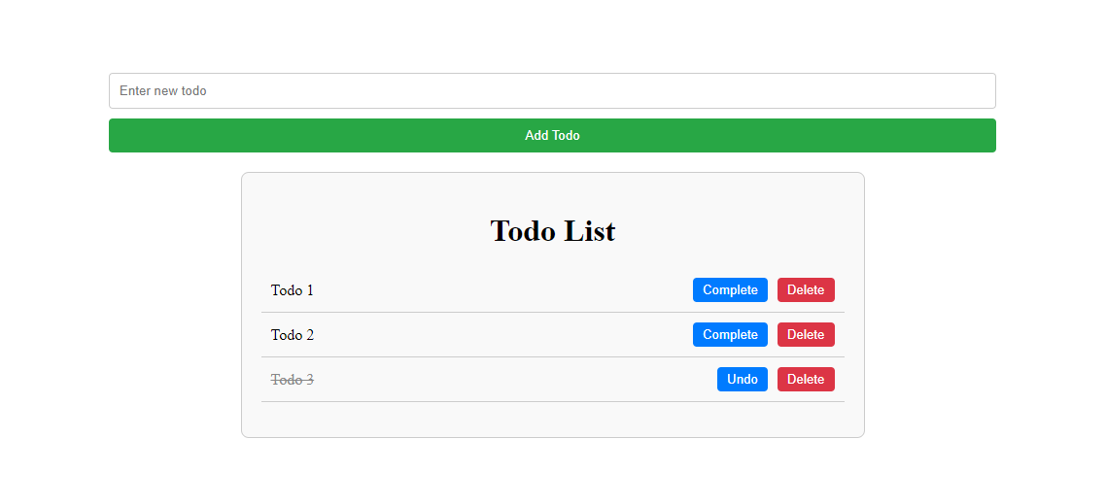 Enter new todo
Add Todo
Todo List
Todo 1 Complete Delete
Todo 2 Complete Delete
Todo 3 Undo Delete